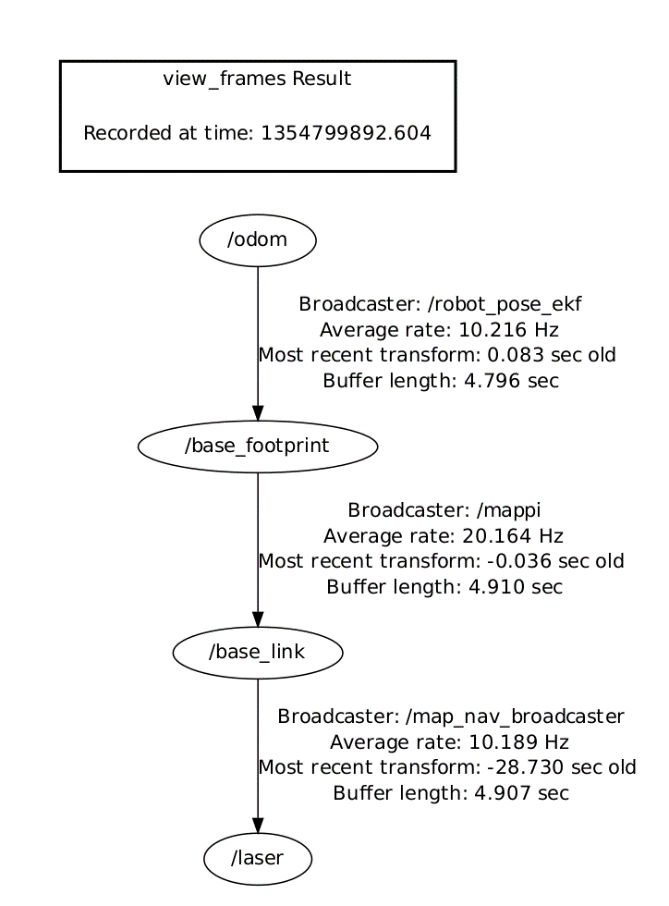 view_frames Result
Recorded at time: 1354799892.604
/odom
Broadcaster: /robot_pose_ekf
Average rate: 10.216 Hz
Most recent transform: 0.083 sec old
Buffer length: 4.796 sec
/base_footprint
Broadcaster: /mappi
Average rate: 20.164 Hz
Most recent transform: -0.036 sec old
Buffer length: 4.910 sec
/base_link
Broadcaster: /map_nav_broadcaster
Average rate: 10.189 Hz
Most recent transform: -28.730 sec old
Buffer length: 4.907 sec
/laser